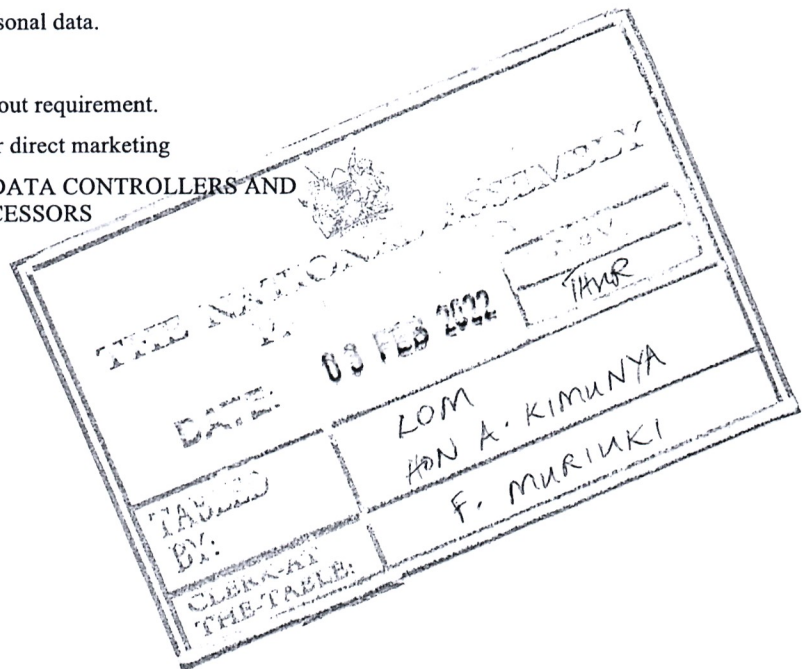 sonal data.
out requirement.
r direct marketing
DATA CONTROLLERS AND
CESSORS
THE NATIONAL ASSEMBLY
DATE: 03 FEB 2022
DAY
THUR
TABLED
BY:
LOM
HON A. KIMUNYA
CLERK-AT
THE-TABLE:
F. MURIUKI